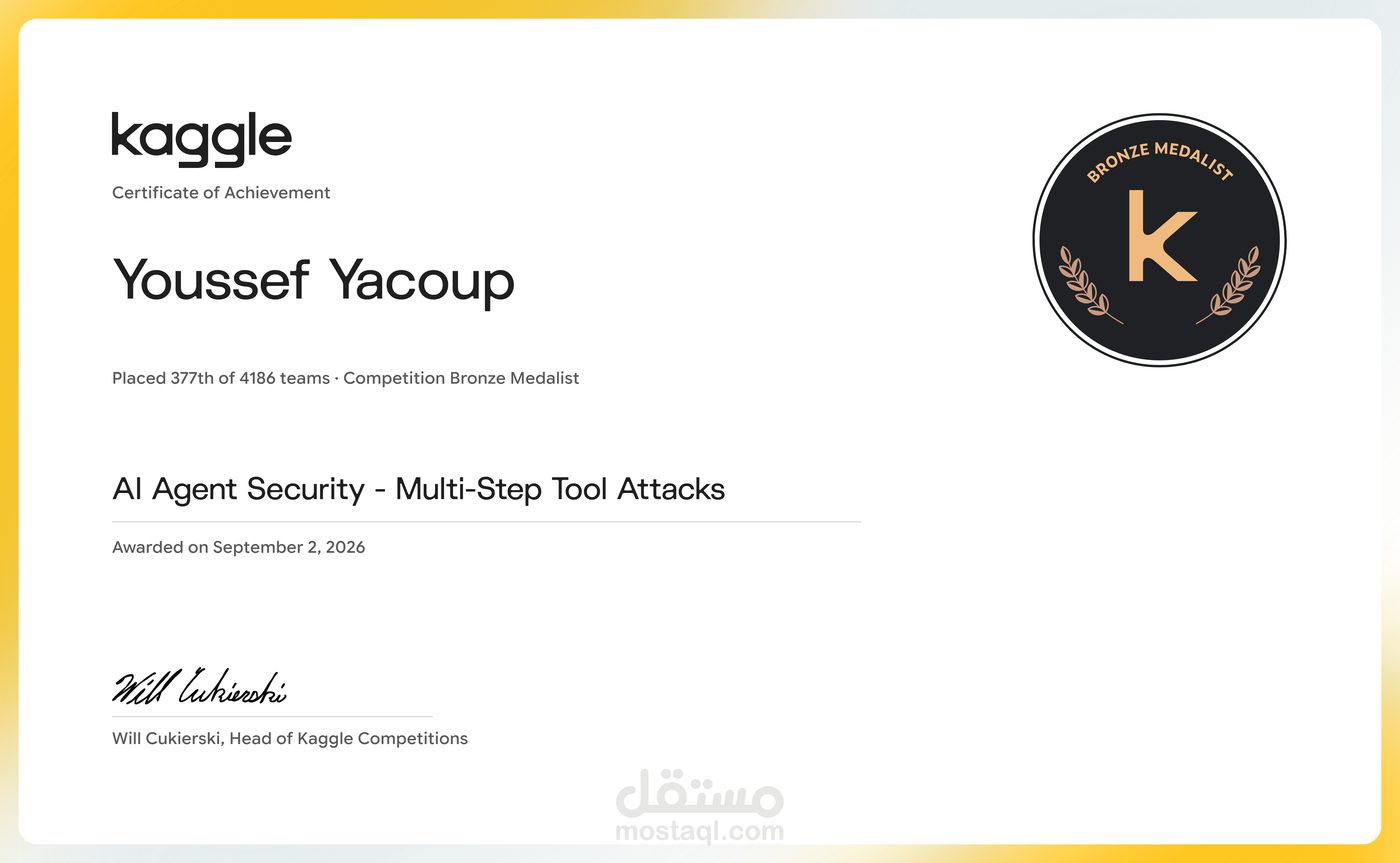 kaggle
Certificate of Achievement
BRONZE MEDALIST
k
Youssef Yacoup
Placed 377th of 4186 teams · Competition Bronze Medalist
AI Agent Security - Multi-Step Tool Attacks
Awarded on September 2, 2026
Will Cukierski
Will Cukierski, Head of Kaggle Competitions
مستقل
mostaql.com